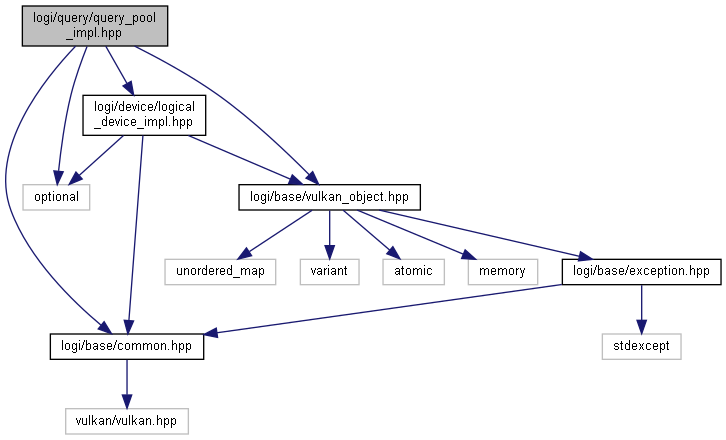 logi/query/query_pool
_impl.hpp
logi/device/logical
_device_impl.hpp
optional
logi/base/vulkan_object.hpp
unordered_map
variant
atomic
memory
logi/base/exception.hpp
logi/base/common.hpp
stdexcept
vulkan/vulkan.hpp